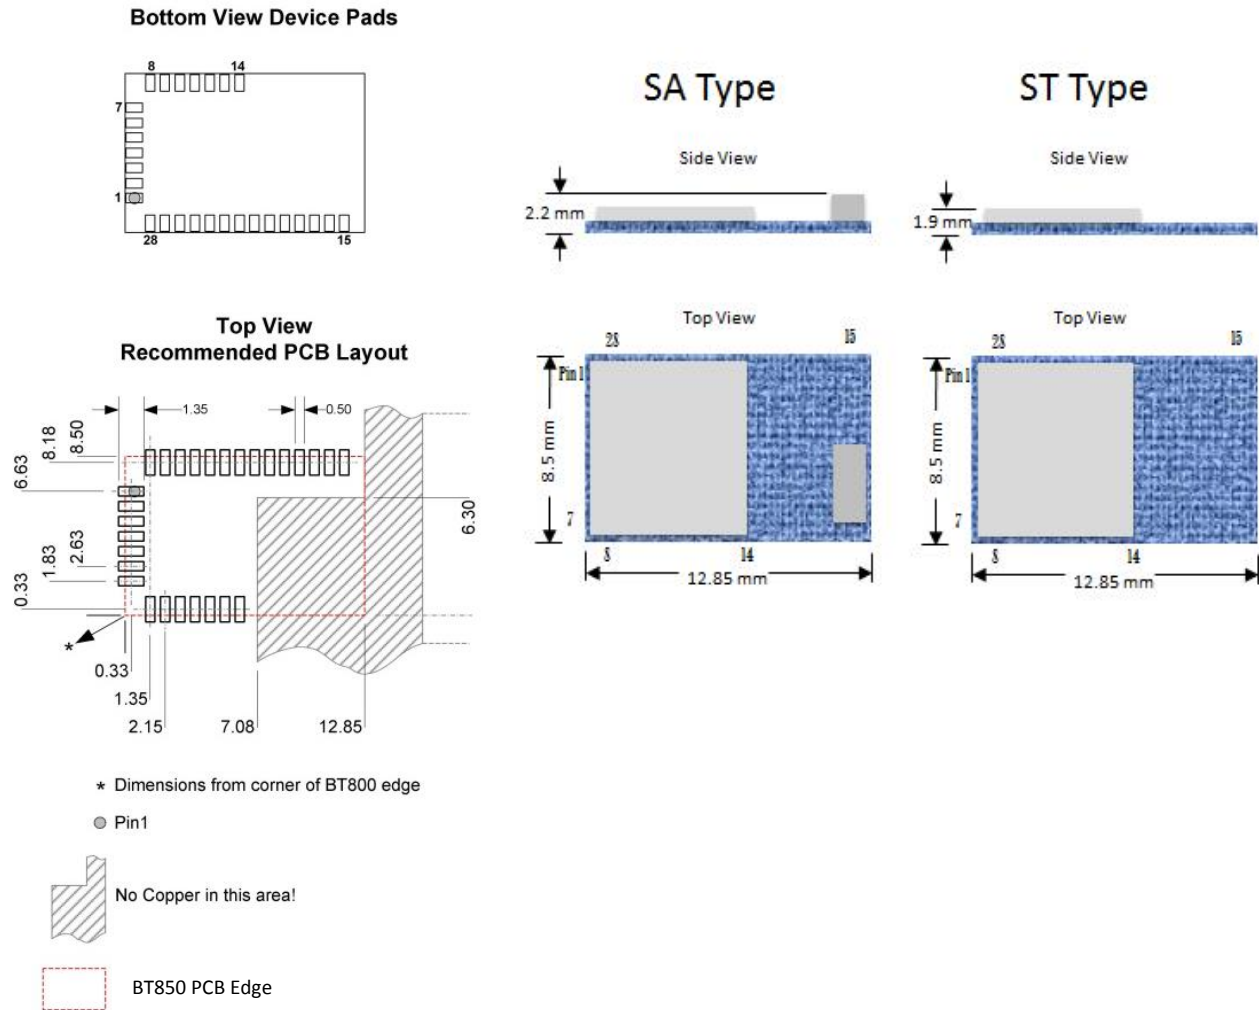 Bottom View Device Pads
8
14
7
1
28
15
SA Type
Side View
2.2 mm
ST Type
Side View
1.9 mm
Top View
Recommended PCB Layout
1.35
0.50
8.50
8.18
6.63
6.30
2.63
1.83
0.33
*
0.33
1.35
2.15
7.08
12.85
Top View
28
15
Pin1
8.5 mm
7
8
14
12.85 mm
Top View
28
15
Pin1
8.5 mm
7
8
14
12.85 mm
* Dimensions from corner of BT800 edge
Pin1
No Copper in this area!
BT850 PCB Edge